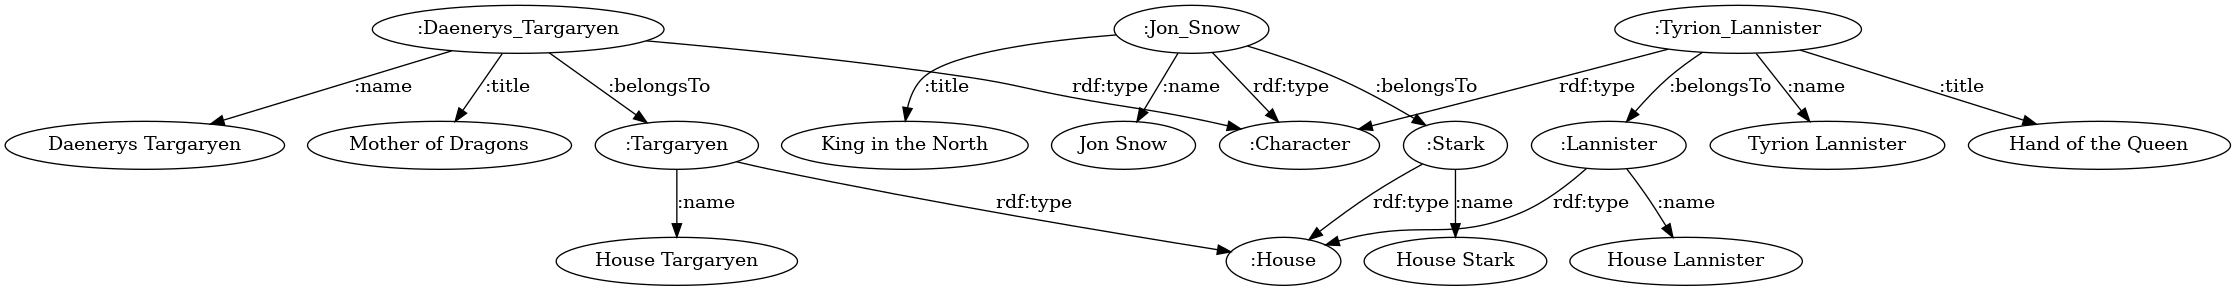 :Daenerys_Targaryen
:Jon_Snow
:Tyrion_Lannister
:name
:title
:belongsTo
rdf:type
:title
:name
rdf:type
:belongsTo
rdf:type
:belongsTo
:name
:title
Daenerys Targaryen
Mother of Dragons
:Targaryen
King in the North
Jon Snow
:Character
:Stark
:Lannister
Tyrion Lannister
Hand of the Queen
:name
rdf:type
rdf:type
:name
rdf:type
:name
House Targaryen
:House
House Stark
House Lannister